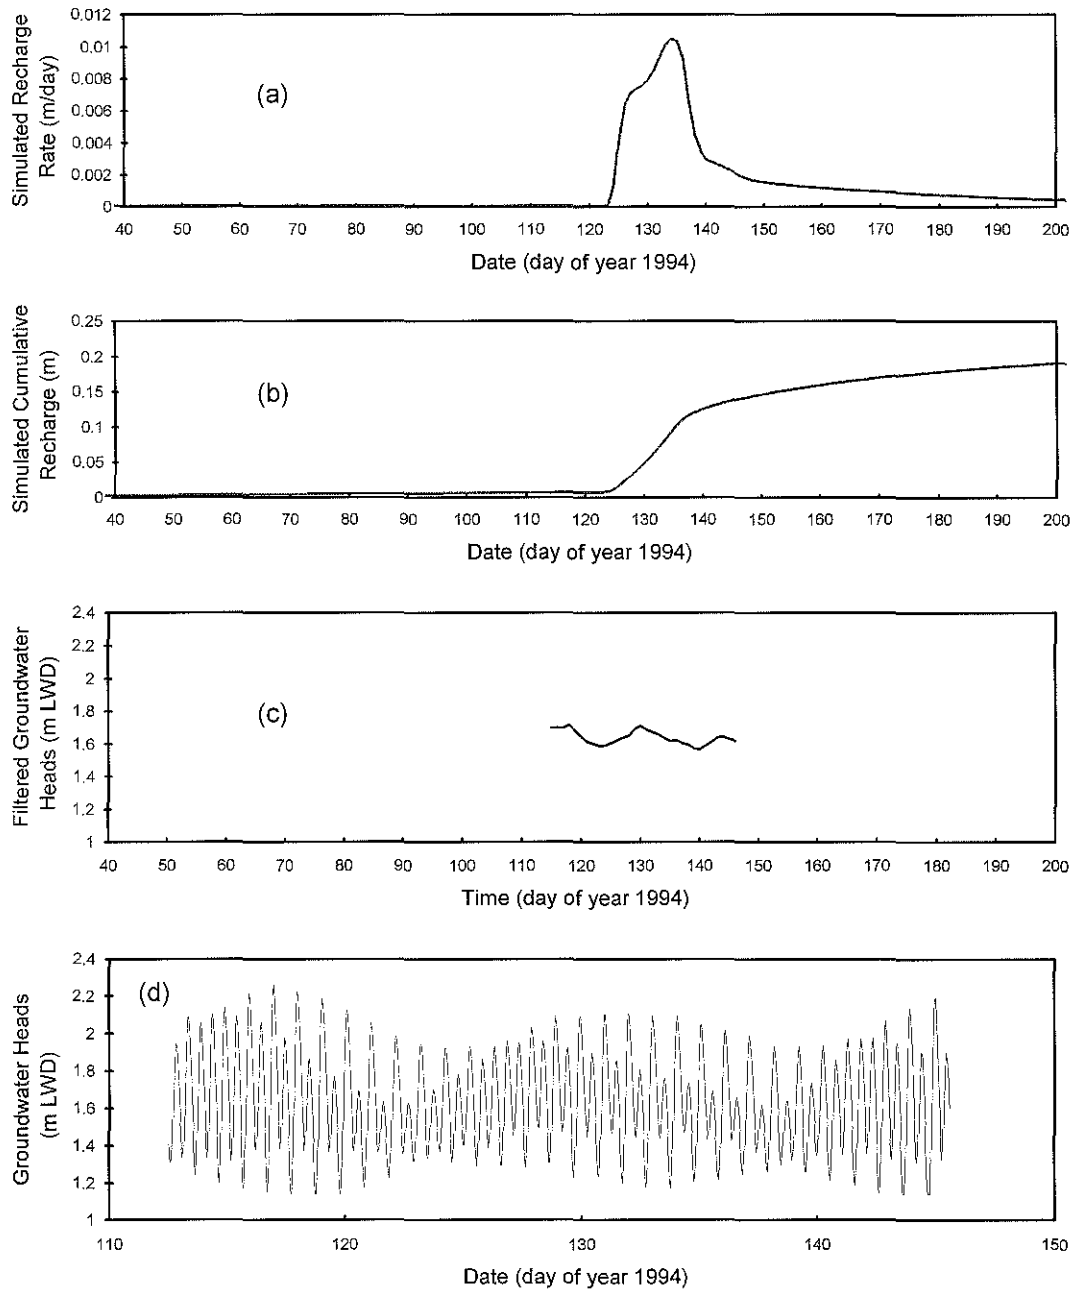 Simulated Recharge
Rate (m/day)
0.012
0.01
0.008
0.006
0.004
0.002
0
(a)
40 50 60 70 80 90 100 110 120 130 140 150 160 170 180 190 200
Date (day of year 1994)
Simulated Cumulative
Recharge (m)
0.25
0.2
0.15
0.1
0.05
0
(b)
40 50 60 70 80 90 100 110 120 130 140 150 160 170 180 190 200
Date (day of year 1994)
Filtered Groundwater
Heads (m LWD)
2.4
2.2
2
1.8
1.6
1.4
1.2
1
(c)
40 50 60 70 80 90 100 110 120 130 140 150 160 170 180 190 200
Time (day of year 1994)
Groundwater Heads
(m LWD)
2.4
2.2
2
1.8
1.6
1.4
1.2
1
(d)
110 120 130 140 150
Date (day of year 1994)